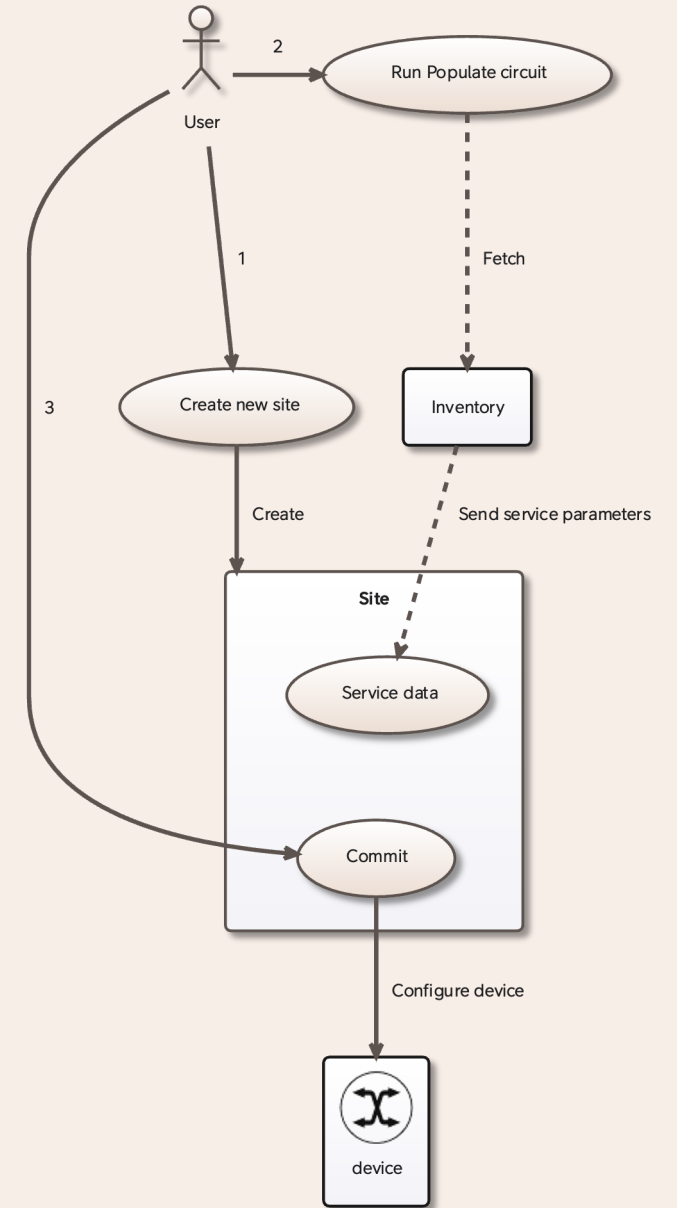 2
Run Populate circuit
User
1
Fetch
3
Create new site
Inventory
Create
Send service parameters
Site
Service data
Commit
Configure device
device